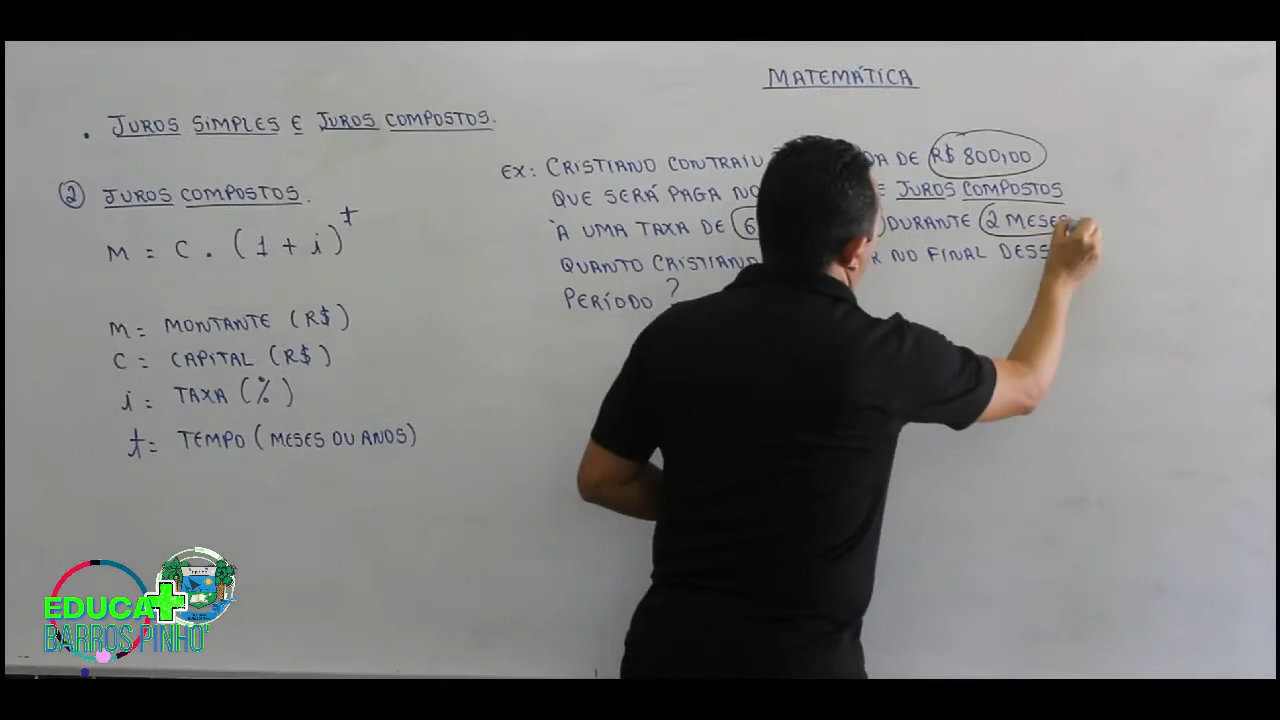 MATEMÁTICA
. JUROS SIMPLES E JUROS COMPOSTOS.
② JUROS COMPOSTOS.
M = C . (1 + i)^t
M = MONTANTE (R$)
C = CAPITAL (R$)
i = TAXA (%)
t = TEMPO (MESES OU ANOS)
EX: CRISTIANO CONTRAIU DE R$ 800,00
QUE SERÁ PAGA NO JUROS COMPOSTOS
À UMA TAXA DE 6 DURANTE 2 MESES
QUANTO CRISTIANO NO FINAL
PERÍODO ?
EDUCA+
BARROS PINHO